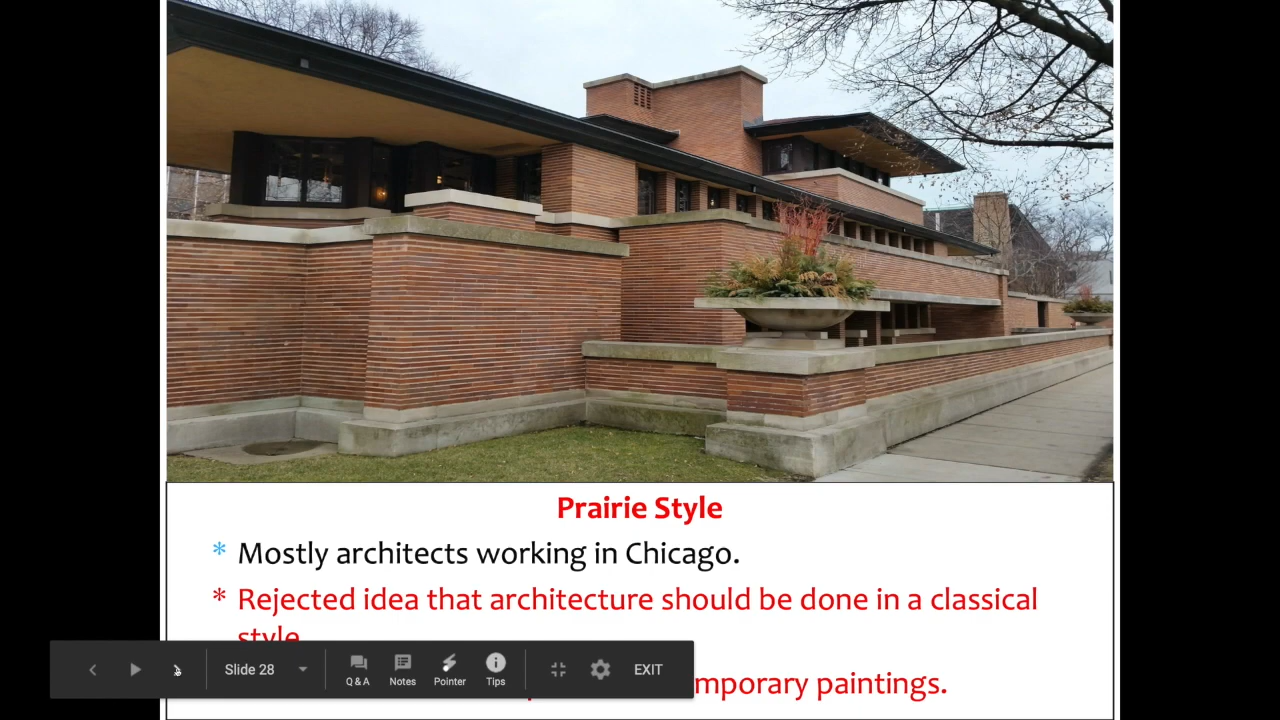 Prairie Style
* Mostly architects working in Chicago.
* Rejected idea that architecture should be done in a classical
style.
mporary paintings.
Slide 28
Q & A
Notes
Pointer
Tips
EXIT